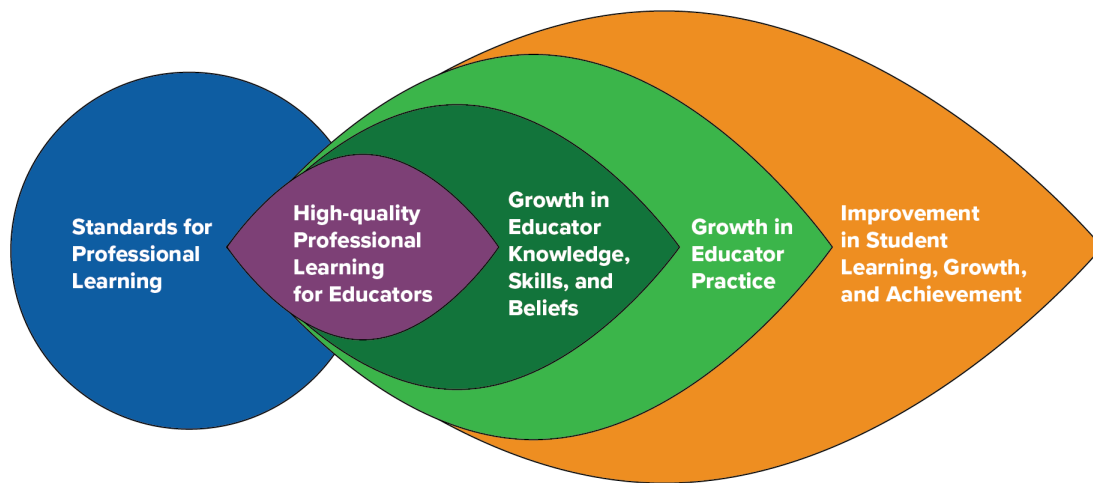 Standards for
Professional
Learning
High-quality
Professional
Learning
for Educators
Growth in
Educator
Knowledge,
Skills, and
Beliefs
Growth in
Educator
Practice
Improvement
in Student
Learning, Growth,
and Achievement